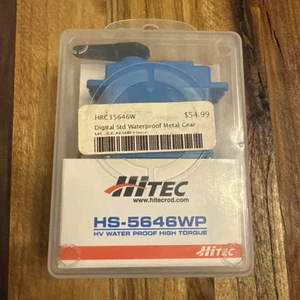 HRC35646W
$54.99
Digital Std Waterproof Metal Gear
HITEC
www.hitecrcd.com
HS-5646WP
HV WATER PROOF HIGH TORQUE
HITEC